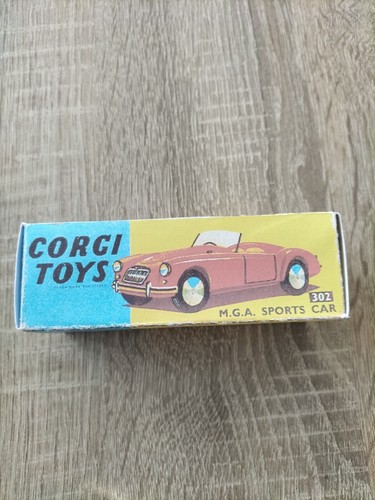 CORGI
TOYS
302
M.G.A. SPORTS CAR